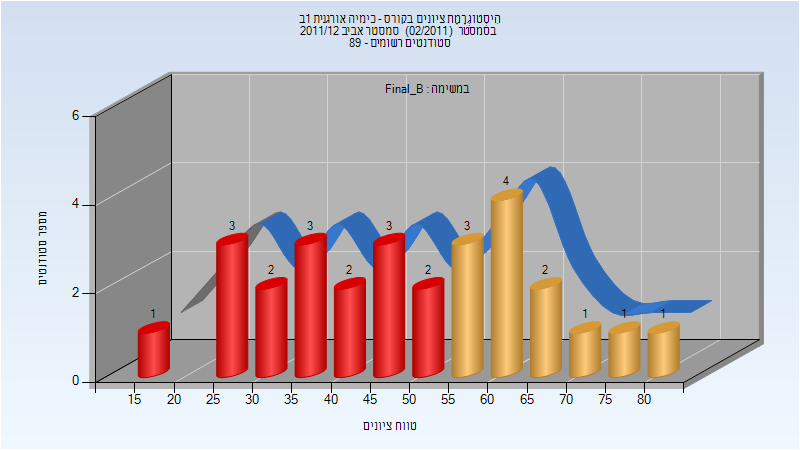 היסטוגרמת ציונים בקורס - כימיה אורגנית 1ב
בסמסטר (02/2011) סמסטר אביב 2011/12
סטודנטים רשומים - 89
במשימה : Final_B
מספר סטודנטים
6
4
2
0
1 3 2 3 2 3 2 3 4 2 1 1 1
15 20 25 30 35 40 45 50 55 60 65 70 75 80
טווח ציונים